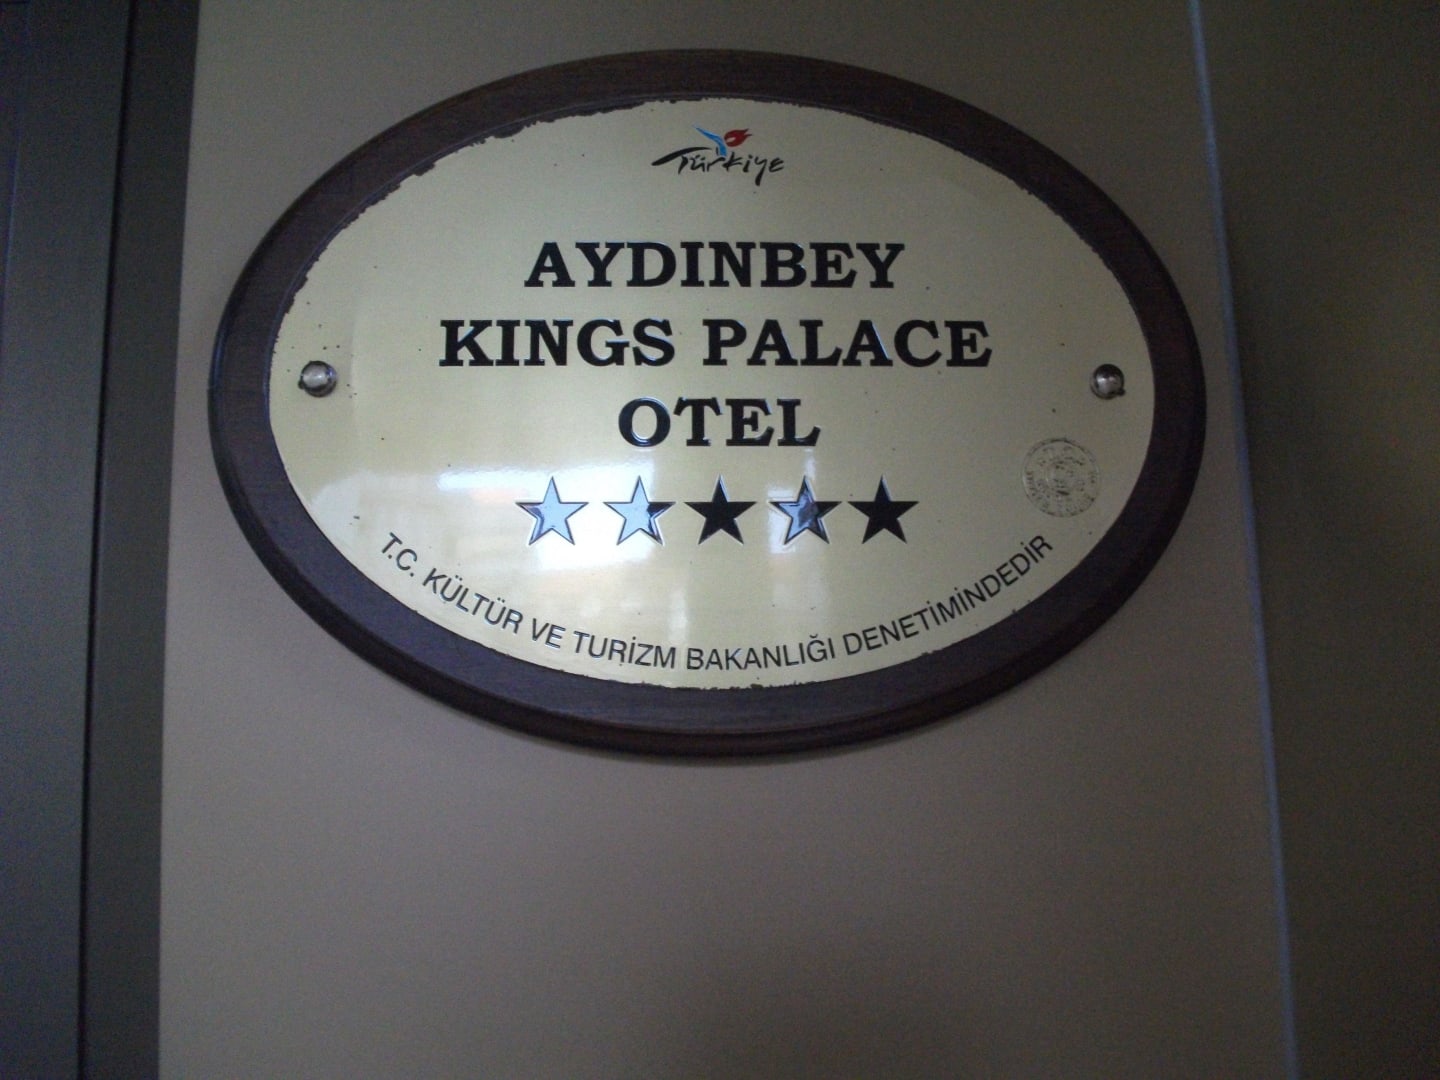 Türkiye
AYDINBEY
KINGS PALACE
OTEL
T.C. KÜLTÜR VE TURİZM BAKANLIĞI DENETİMİNDEDİR